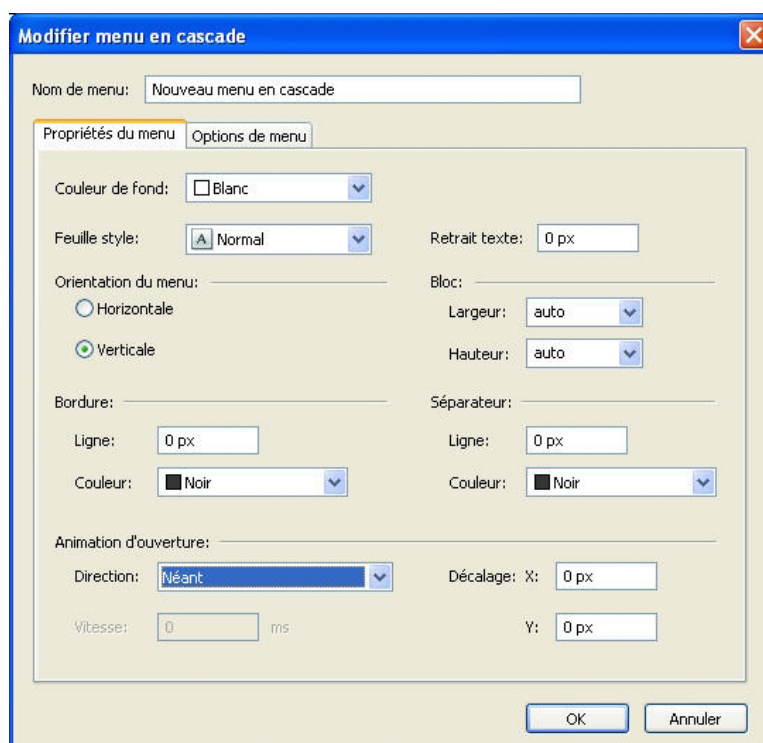 Modifier menu en cascade
Nom de menu: Nouveau menu en cascade
Propriétés du menu Options de menu
Couleur de fond: Blanc
Feuille style: A Normal Retrait texte: 0 px
Orientation du menu: Bloc:
Horizontale Largeur: auto
Verticale Hauteur: auto
Bordure: Séparateur:
Ligne: 0 px Ligne: 0 px
Couleur: Noir Couleur: Noir
Animation d'ouverture:
Direction: Néant Décalage: X: 0 px
Vitesse: 0 ms Y: 0 px
OK Annuler